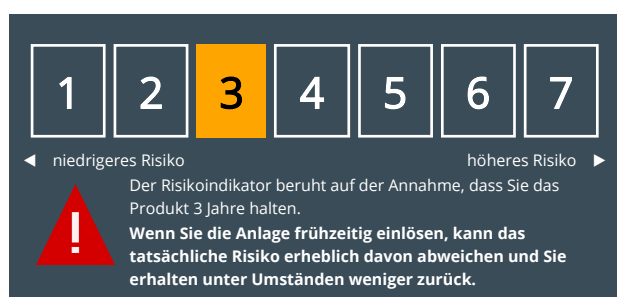 1 2 3 4 5 6 7
niedrigeres Risiko höheres Risiko
Der Risikoindikator beruht auf der Annahme, dass Sie das
Produkt 3 Jahre halten.
Wenn Sie die Anlage frühzeitig einlösen, kann das
tatsächliche Risiko erheblich davon abweichen und Sie
erhalten unter Umständen weniger zurück.
!